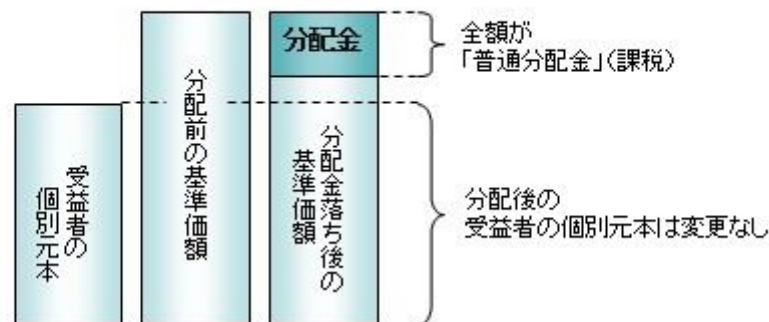 受益者の
個別元本
分配前の基準価額
分配金
分配金落ち後の
基準価額
全額が
「普通分配金」(課税)
分配後の
受益者の個別元本は変更なし